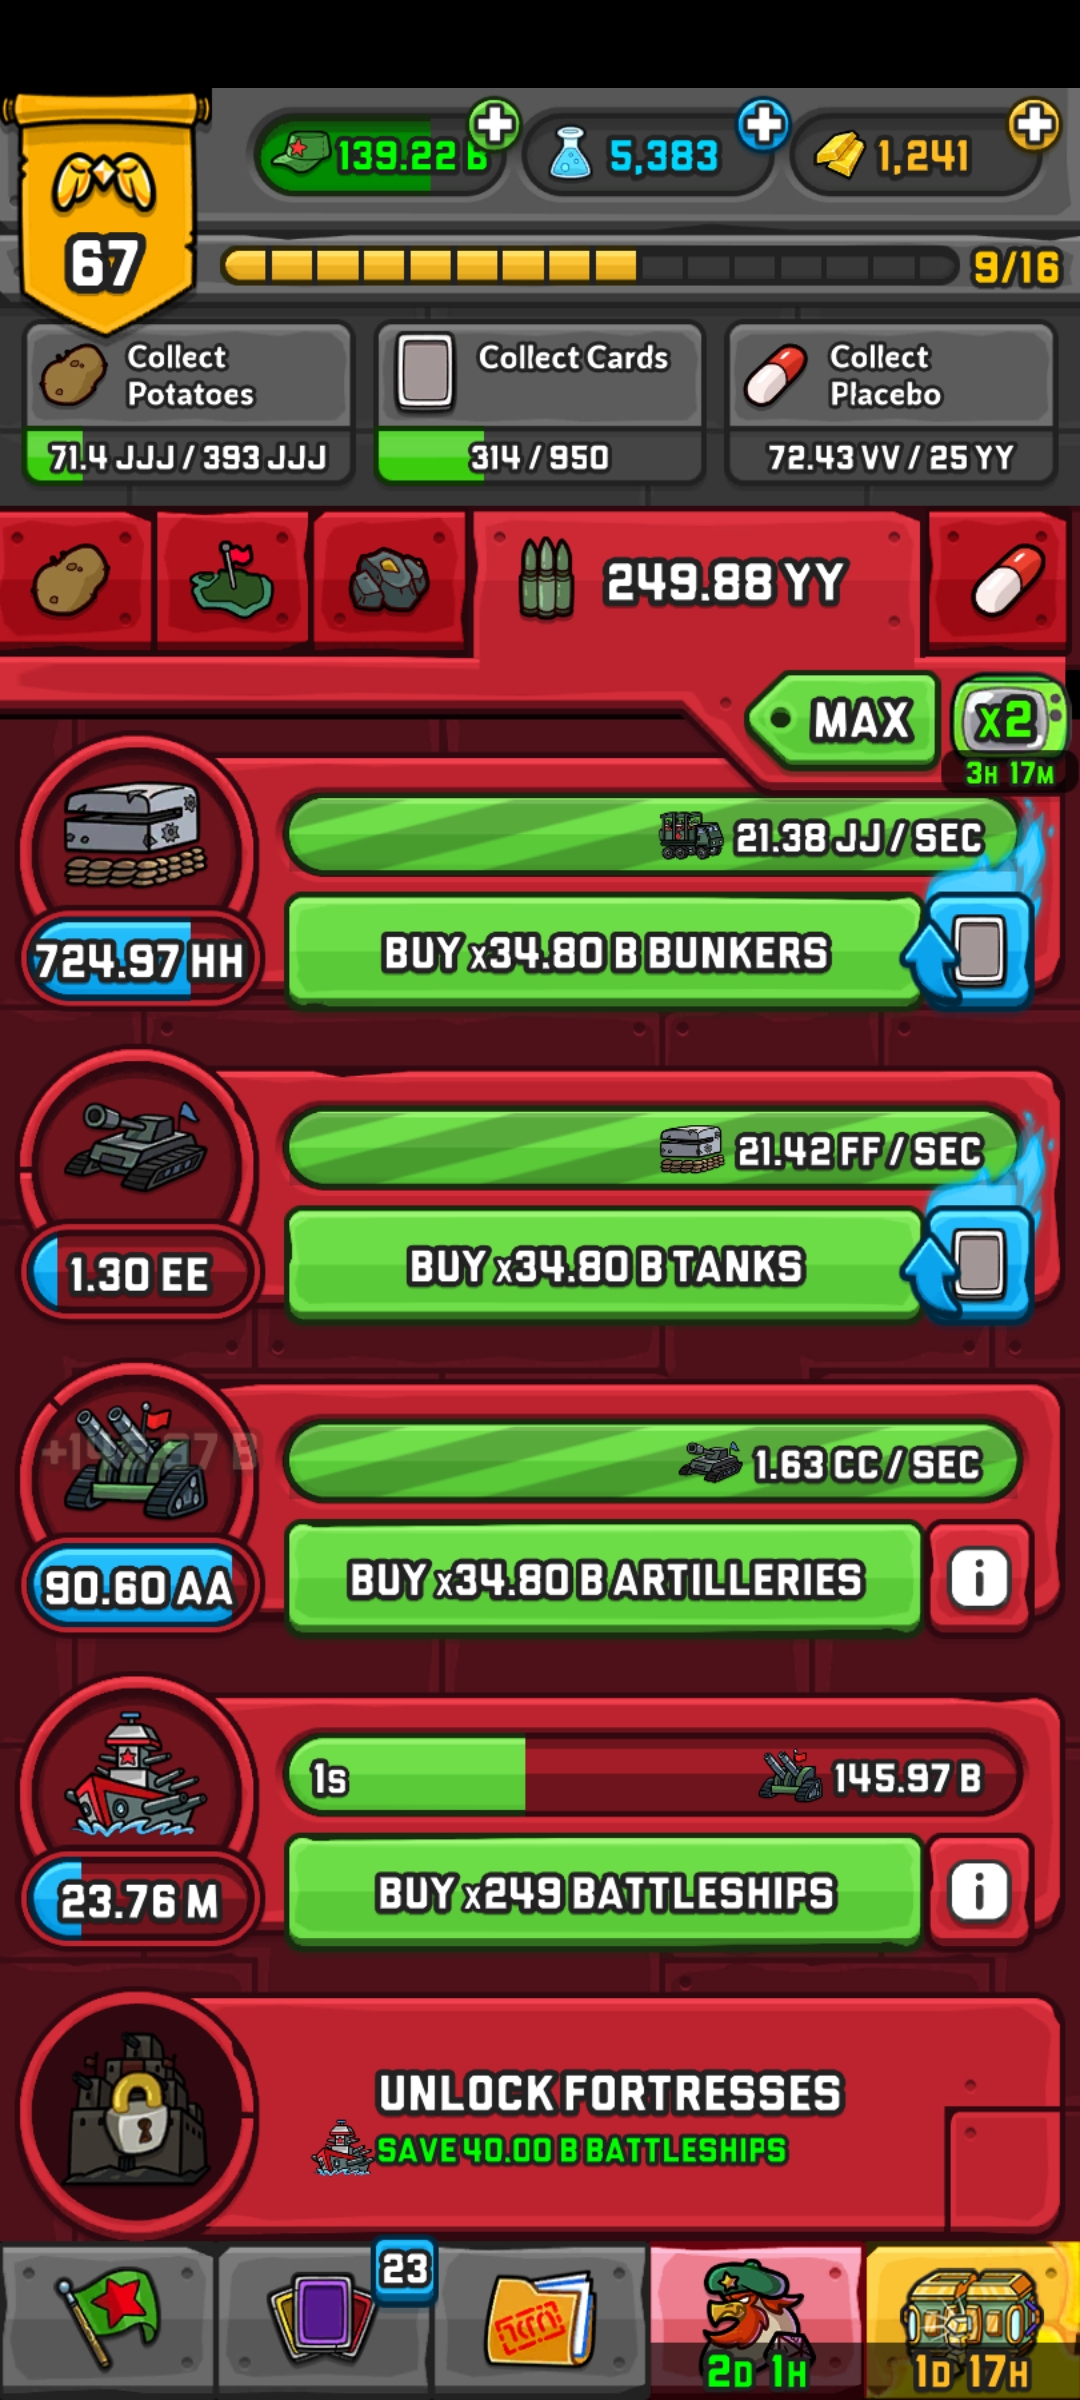 139.22 B
5,383
1,241
67
9/16
Collect Potatoes
71.4 JJJ / 393 JJJ
Collect Cards
314 / 950
Collect Placebo
72.43 VV / 25 YY
249.88 YY
MAX
x2
3H 17M
21.38 JJ / SEC
724.97 HH
BUY x34.80 B BUNKERS
21.42 FF / SEC
1.30 EE
BUY x34.80 B TANKS
1.63 CC / SEC
90.60 AA
BUY x34.80 B ARTILLERIES
i
1s
145.97 B
23.76 M
BUY x249 BATTLESHIPS
i
UNLOCK FORTRESSES
SAVE 40.00 B BATTLESHIPS
23
2D 1H
1D 17H